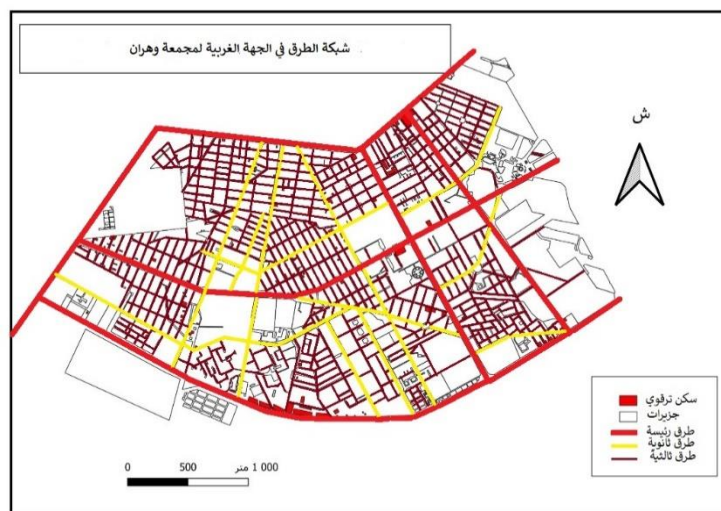 شبكة الطرق في الجهة الغربية لمجمعة وهران
ش
سكن ترقوي
جزيرات
طرق رئيسة
طرق ثانوية
طرق ثالثية
0 500 1 000 متر